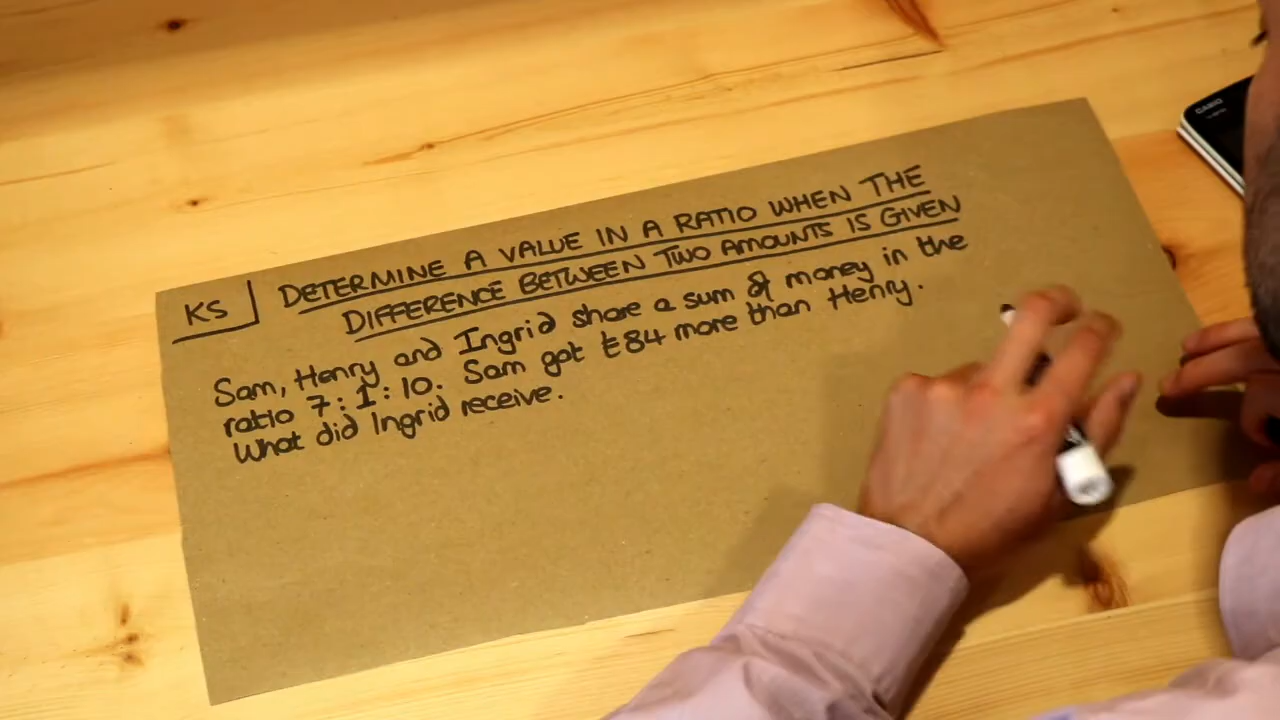 KS
DETERMINE A VALUE IN A RATIO WHEN THE
DIFFERENCE BETWEEN TWO AMOUNTS IS GIVEN
Sam, Henry and Ingrid share a sum of money in the
ratio 7:1:10. Sam got £84 more than Henry.
What did Ingrid receive.
CASIO